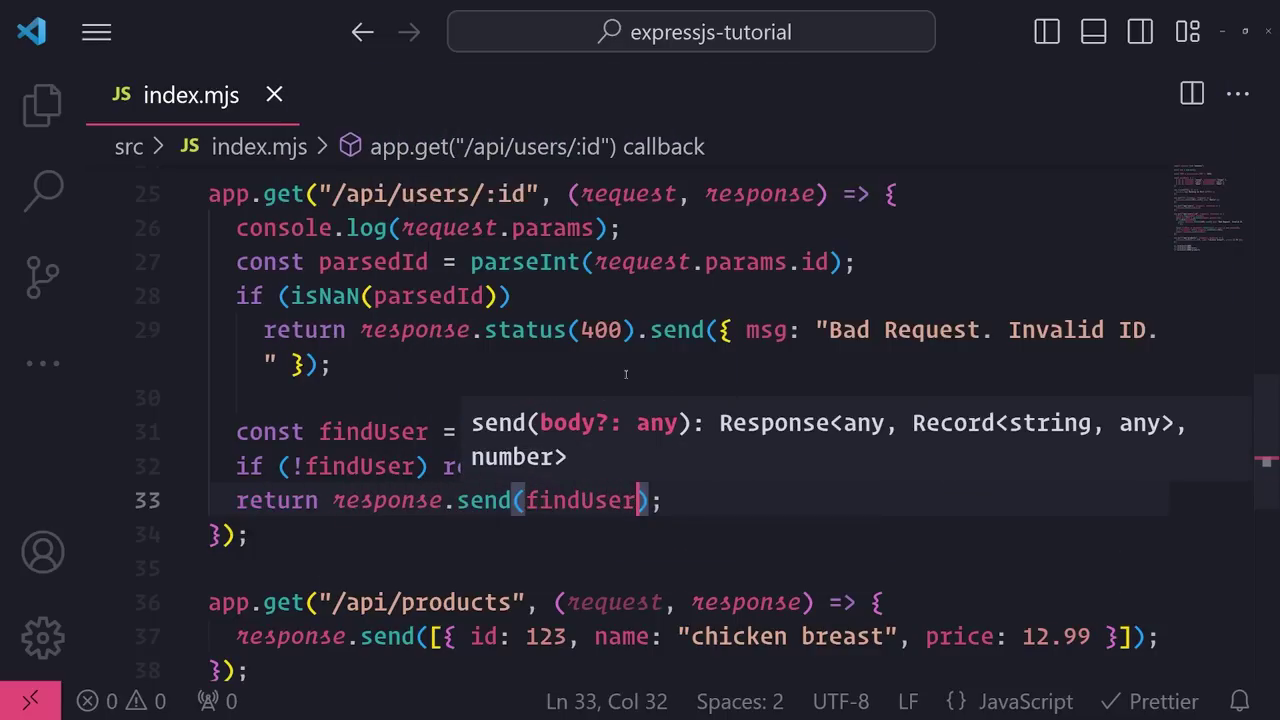 expressjs-tutorial
JS index.mjs
src > JS index.mjs > app.get("/api/users/:id") callback
25 app.get("/api/users/:id", (request, response) => {
26 console.log(request.params);
27 const parsedId = parseInt(request.params.id);
28 if (isNaN(parsedId))
29 return response.status(400).send({ msg: "Bad Request. Invalid ID.
" });
30
31 const findUser =
send(body?: any): Response<any, Record<string, any>,
number>
32 if (!findUser) re
33 return response.send(findUser);
34 });
35
36 app.get("/api/products", (request, response) => {
37 response.send([{ id: 123, name: "chicken breast", price: 12.99 }]);
38 });
0 0 0 Ln 33, Col 32 Spaces: 2 UTF-8 LF {} JavaScript Prettier